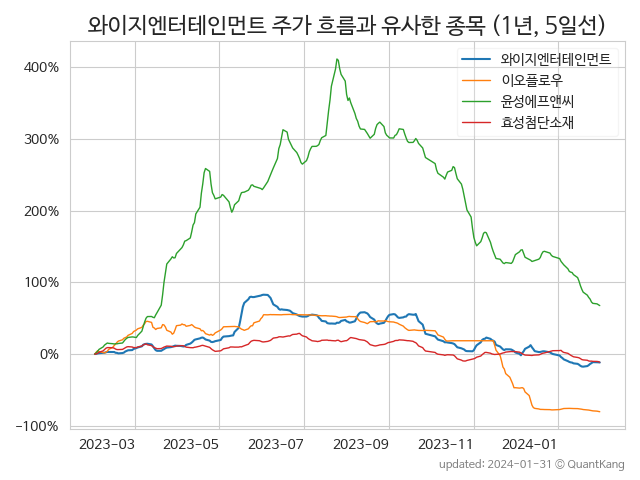 와이지엔터테인먼트 주가 흐름과 유사한 종목 (1년, 5일선)
와이지엔터테인먼트
이오플로우
윤성에프앤씨
효성첨단소재
400%
300%
200%
100%
0%
−100%
2023-03 2023-05 2023-07 2023-09 2023-11 2024-01
updated: 2024-01-31 © QuantKang